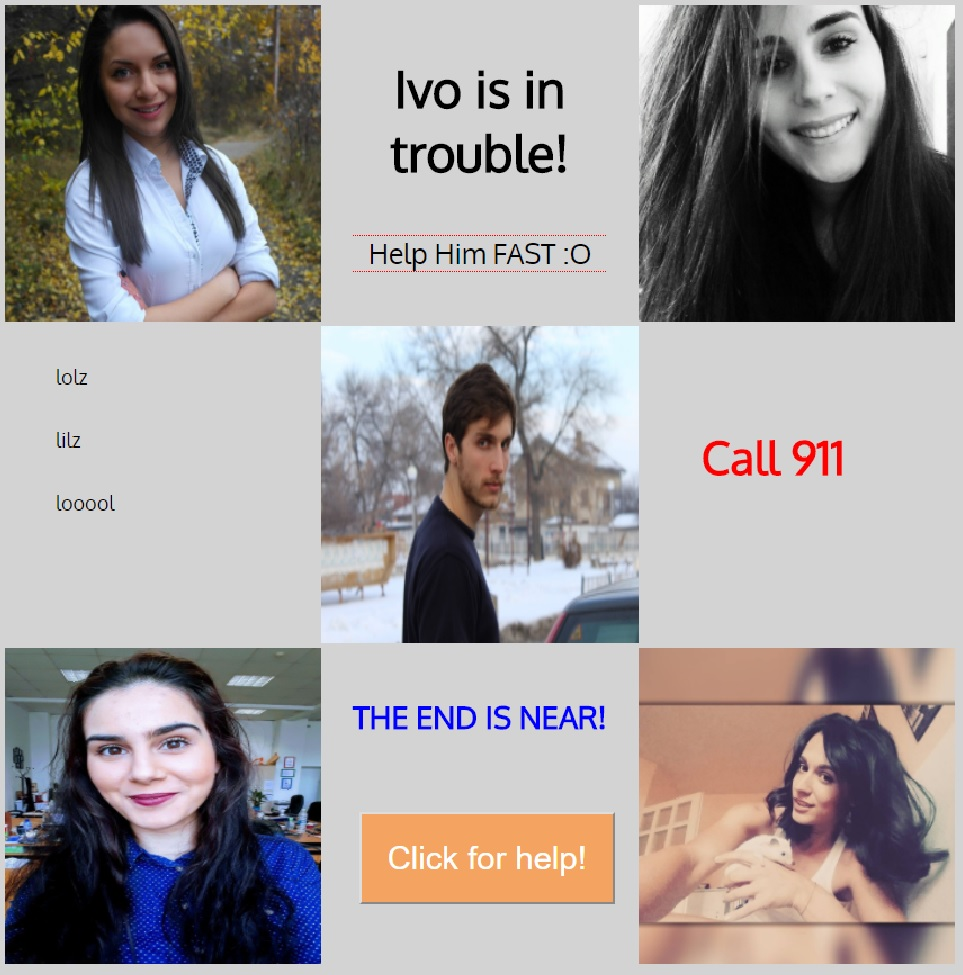 Ivo is in
trouble!
Help Him FAST :O
lolz
lilz
looool
Call 911
THE END IS NEAR!
Click for help!